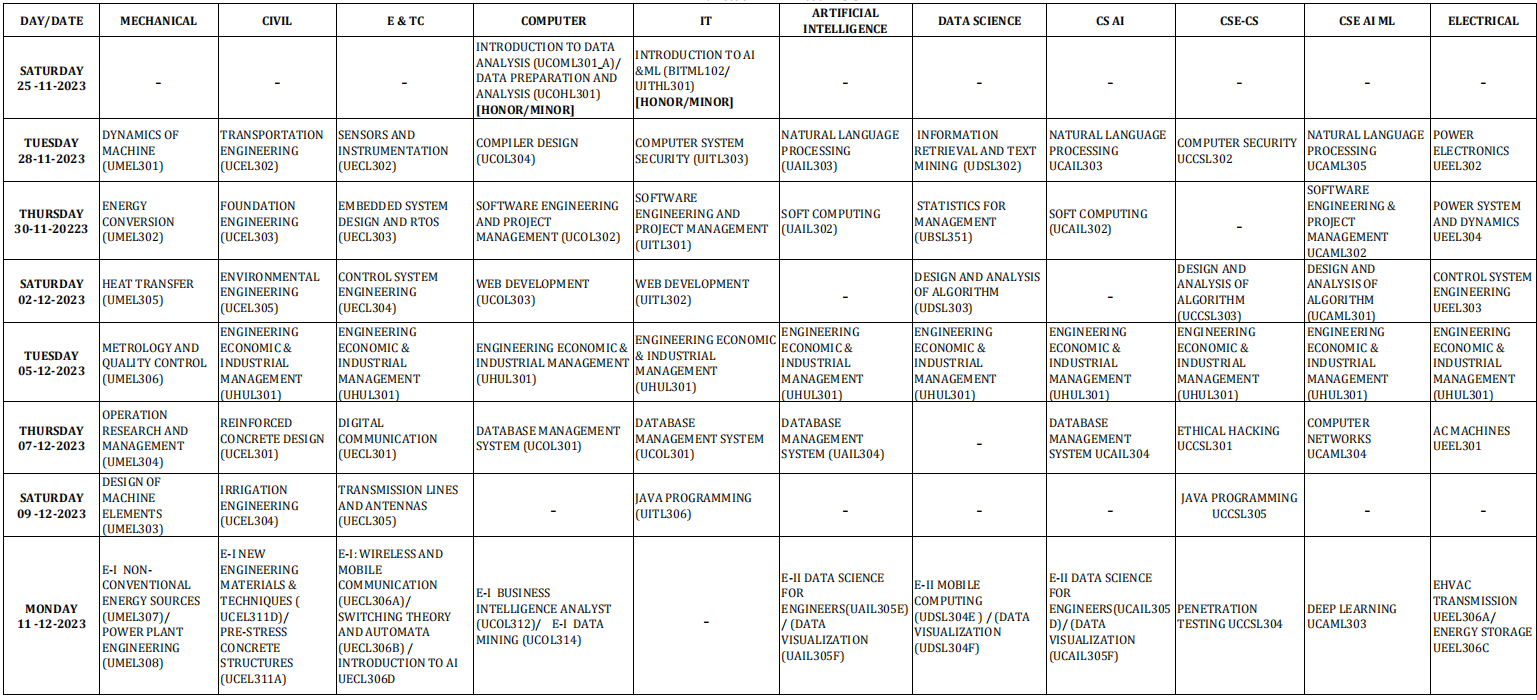 DAY/DATE
MECHANICAL
CIVIL
E & TC
COMPUTER
IT
ARTIFICIAL
INTELLIGENCE
DATA SCIENCE
CS AI
CSE-CS
CSE AI ML
ELECTRICAL
SATURDAY
25 -11-2023
–
–
–
INTRODUCTION TO DATA
ANALYSIS (UCOML301_A)/
DATA PREPARATION AND
ANALYSIS (UCOHL301)
[HONOR/MINOR]
INTRODUCTION TO AI
&ML (BITML102/
UITHL301)
[HONOR/MINOR]
–
–
–
–
–
–
TUESDAY
28-11-2023
DYNAMICS OF
MACHINE
(UMEL301)
TRANSPORTATION
ENGINEERING
(UCEL302)
SENSORS AND
INSTRUMENTATION
(UECL302)
COMPILER DESIGN
(UCOL304)
COMPUTER SYSTEM
SECURITY (UITL303)
NATURAL LANGUAGE
PROCESSING
(UAIL303)
INFORMATION
RETRIEVAL AND TEXT
MINING (UDSL302)
NATURAL LANGUAGE
PROCESSING
UCAIL303
COMPUTER SECURITY
UCCSL302
NATURAL LANGUAGE
PROCESSING
UCAML305
POWER
ELECTRONICS
UEEL302
THURSDAY
30-11-20223
ENERGY
CONVERSION
(UMEL302)
FOUNDATION
ENGINEERING
(UCEL303)
EMBEDDED SYSTEM
DESIGN AND RTOS
(UECL303)
SOFTWARE ENGINEERING
AND PROJECT
MANAGEMENT (UCOL302)
SOFTWARE
ENGINEERING AND
PROJECT MANAGEMENT
(UITL301)
SOFT COMPUTING
(UAIL302)
STATISTICS FOR
MANAGEMENT
(UBSL351)
SOFT COMPUTING
(UCAIL302)
–
SOFTWARE
ENGINEERING &
PROJECT
MANAGEMENT
UCAML302
POWER SYSTEM
AND DYNAMICS
UEEL304
SATURDAY
02-12-2023
HEAT TRANSFER
(UMEL305)
ENVIRONMENTAL
ENGINEERING
(UCEL305)
CONTROL SYSTEM
ENGINEERING
(UECL304)
WEB DEVELOPMENT
(UCOL303)
WEB DEVELOPMENT
(UITL302)
–
DESIGN AND ANALYSIS
OF ALGORITHM
(UDSL303)
–
DESIGN AND
ANALYSIS OF
ALGORITHM
(UCCSL303)
DESIGN AND
ANALYSIS OF
ALGORITHM
(UCAML301)
CONTROL SYSTEM
ENGINEERING
UEEL303
TUESDAY
05-12-2023
METROLOGY AND
QUALITY CONTROL
(UMEL306)
ENGINEERING
ECONOMIC &
INDUSTRIAL
MANAGEMENT
(UHUL301)
ENGINEERING
ECONOMIC &
INDUSTRIAL
MANAGEMENT
(UHUL301)
ENGINEERING ECONOMIC &
INDUSTRIAL MANAGEMENT
(UHUL301)
ENGINEERING ECONOMIC
& INDUSTRIAL
MANAGEMENT
(UHUL301)
ENGINEERING
ECONOMIC &
INDUSTRIAL
MANAGEMENT
(UHUL301)
ENGINEERING
ECONOMIC &
INDUSTRIAL
MANAGEMENT
(UHUL301)
ENGINEERING
ECONOMIC &
INDUSTRIAL
MANAGEMENT
(UHUL301)
ENGINEERING
ECONOMIC &
INDUSTRIAL
MANAGEMENT
(UHUL301)
ENGINEERING
ECONOMIC &
INDUSTRIAL
MANAGEMENT
(UHUL301)
ENGINEERING
ECONOMIC &
INDUSTRIAL
MANAGEMENT
(UHUL301)
THURSDAY
07-12-2023
OPERATION
RESEARCH AND
MANAGEMENT
(UMEL304)
REINFORCED
CONCRETE DESIGN
(UCEL301)
DIGITAL
COMMUNICATION
(UECL301)
DATABASE MANAGEMENT
SYSTEM (UCOL301)
DATABASE
MANAGEMENT SYSTEM
(UCOL301)
DATABASE
MANAGEMENT
SYSTEM (UAIL304)
–
DATABASE
MANAGEMENT
SYSTEM UCAIL304
ETHICAL HACKING
UCCSL301
COMPUTER
NETWORKS
UCAML304
AC MACHINES
UEEL301
SATURDAY
09 -12-2023
DESIGN OF
MACHINE
ELEMENTS
(UMEL303)
IRRIGATION
ENGINEERING
(UCEL304)
TRANSMISSION LINES
AND ANTENNAS
(UECL305)
–
JAVA PROGRAMMING
(UITL306)
–
–
–
JAVA PROGRAMMING
UCCSL305
–
–
MONDAY
11 -12-2023
E-I NON-
CONVENTIONAL
ENERGY SOURCES
(UMEL307)/
POWER PLANT
ENGINEERING
(UMEL308)
E-I NEW
ENGINEERING
MATERIALS &
TECHNIQUES (
UCEL311D)/
PRE-STRESS
CONCRETE
STRUCTURES
(UCEL311A)
E-I: WIRELESS AND
MOBILE
COMMUNICATION
(UECL306A)/
SWITCHING THEORY
AND AUTOMATA
(UECL306B) /
INTRODUCTION TO AI
UECL306D
E-I BUSINESS
INTELLIGENCE ANALYST
(UCOL312)/ E-I DATA
MINING (UCOL314)
–
E-II DATA SCIENCE
FOR
ENGINEERS(UAIL305E)
/ (DATA
VISUALIZATION
(UAIL305F)
E-II MOBILE
COMPUTING
(UDSL304E ) / (DATA
VISUALIZATION
(UDSL304F)
E-II DATA SCIENCE
FOR
ENGINEERS(UCAIL305
D)/ (DATA
VISUALIZATION
(UCAIL305F)
PENETRATION
TESTING UCCSL304
DEEP LEARNING
UCAML303
EHVAC
TRANSMISSION
UEEL306A/
ENERGY STORAGE
UEEL306C